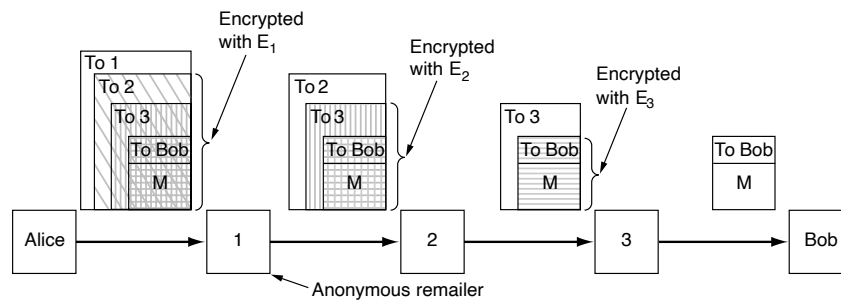 Encrypted
with E1
Encrypted
with E2
Encrypted
with E3
To 1
To 2
To 3
To Bob
M
To 2
To 3
To Bob
M
To 3
To Bob
M
To Bob
M
Alice
1
2
3
Bob
Anonymous remailer